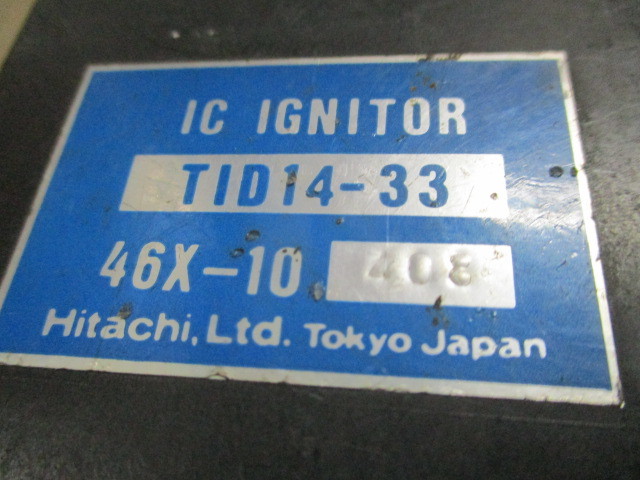 IC IGNITOR
TID14-33
46X-10 408
Hitachi, Ltd. Tokyo Japan